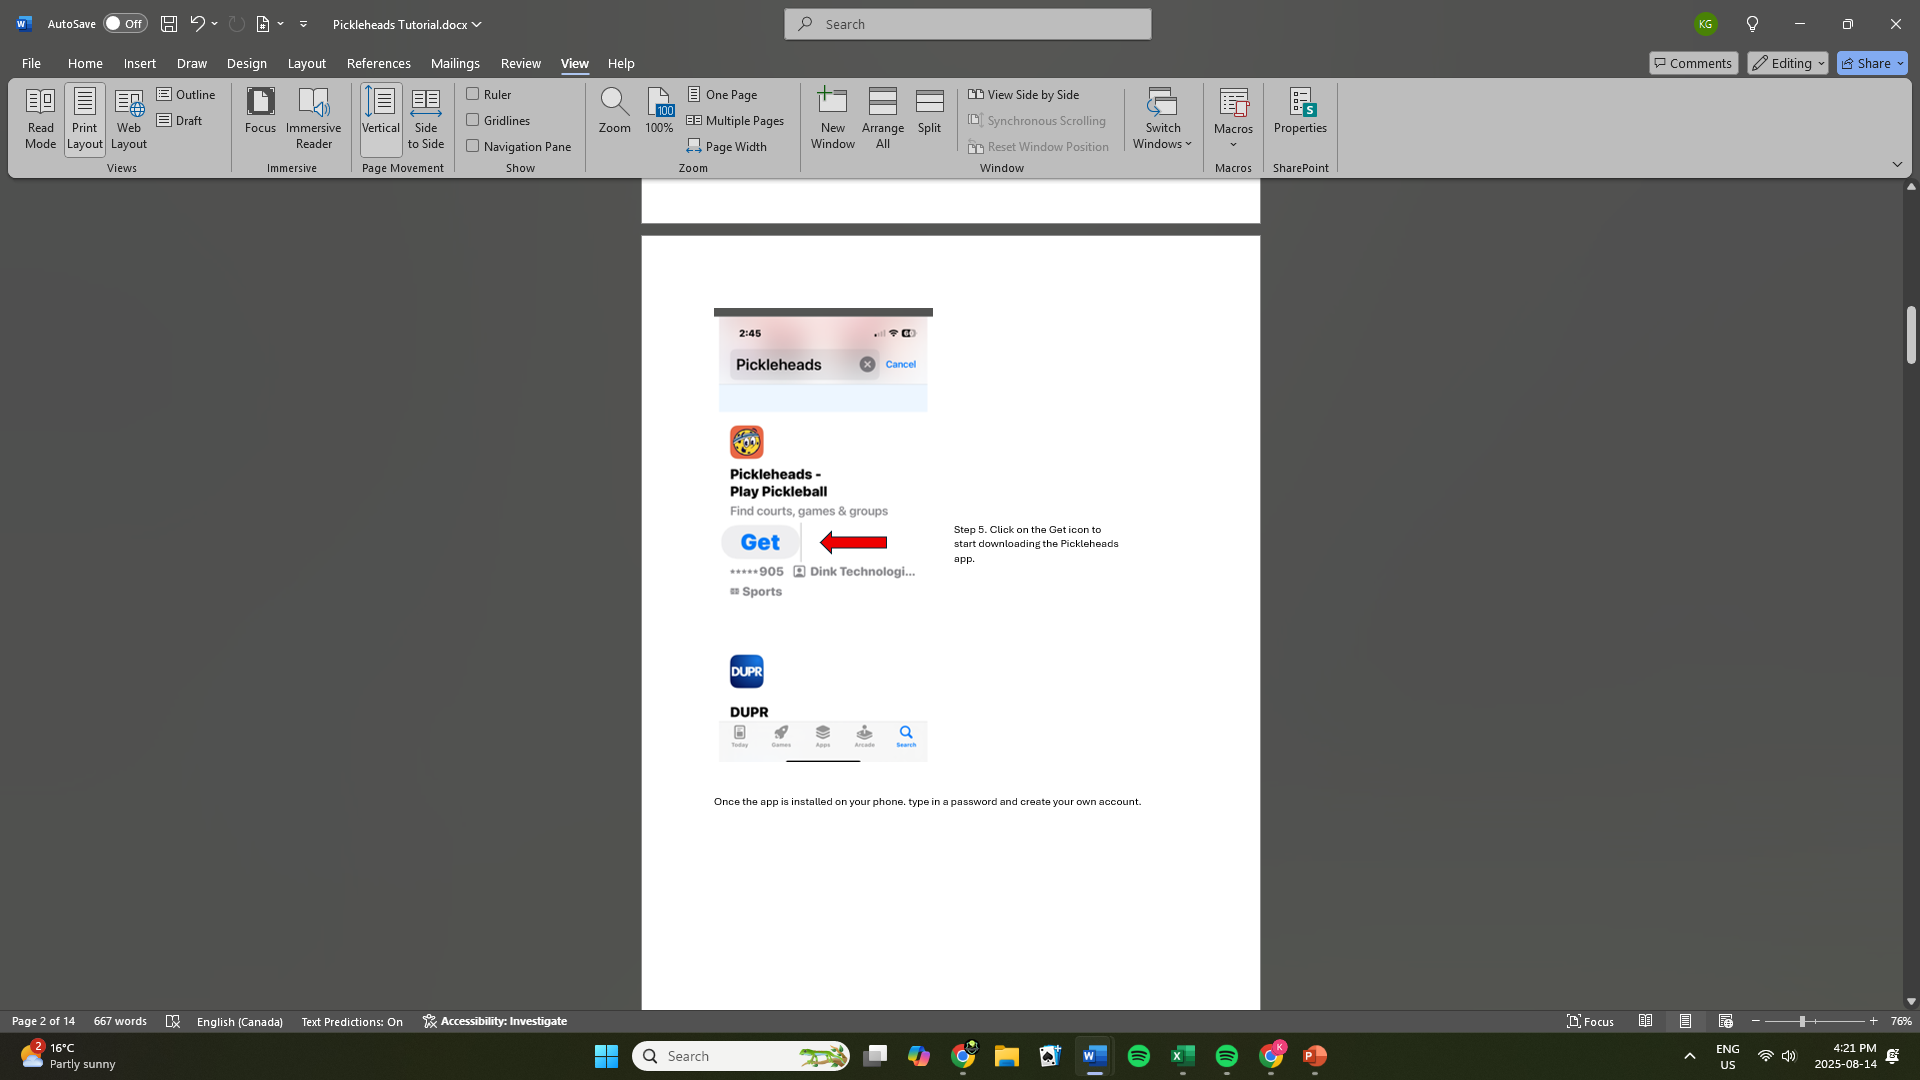 AutoSave Off Pickleheads Tutorial.docx Search KG
File Home Insert Draw Design Layout References Mailings Review View Help Comments Editing Share
Read Mode
Print Layout
Web Layout
Outline
Draft
Views
Focus
Immersive Reader
Immersive
Vertical
Side to Side
Page Movement
Ruler
Gridlines
Navigation Pane
Show
Zoom
100
100%
One Page
Multiple Pages
Page Width
Zoom
New Window
Arrange All
Split
View Side by Side
Synchronous Scrolling
Reset Window Position
Switch Windows
Window
Macros
Macros
Properties
SharePoint
2:45
Pickleheads Cancel
Pickleheads -
Play Pickleball
Find courts, games & groups
Get
★★★★★905 Dink Technologi...
Sports
Step 5. Click on the Get icon to
start downloading the Pickleheads
app.
DUPR
DUPR
Today Games Apps Arcade Search
Once the app is installed on your phone. type in a password and create your own account.
Page 2 of 14 667 words English (Canada) Text Predictions: On Accessibility: Investigate Focus 76%
2 16°C
Partly sunny
Search
ENG
US
4:21 PM
2025-08-14